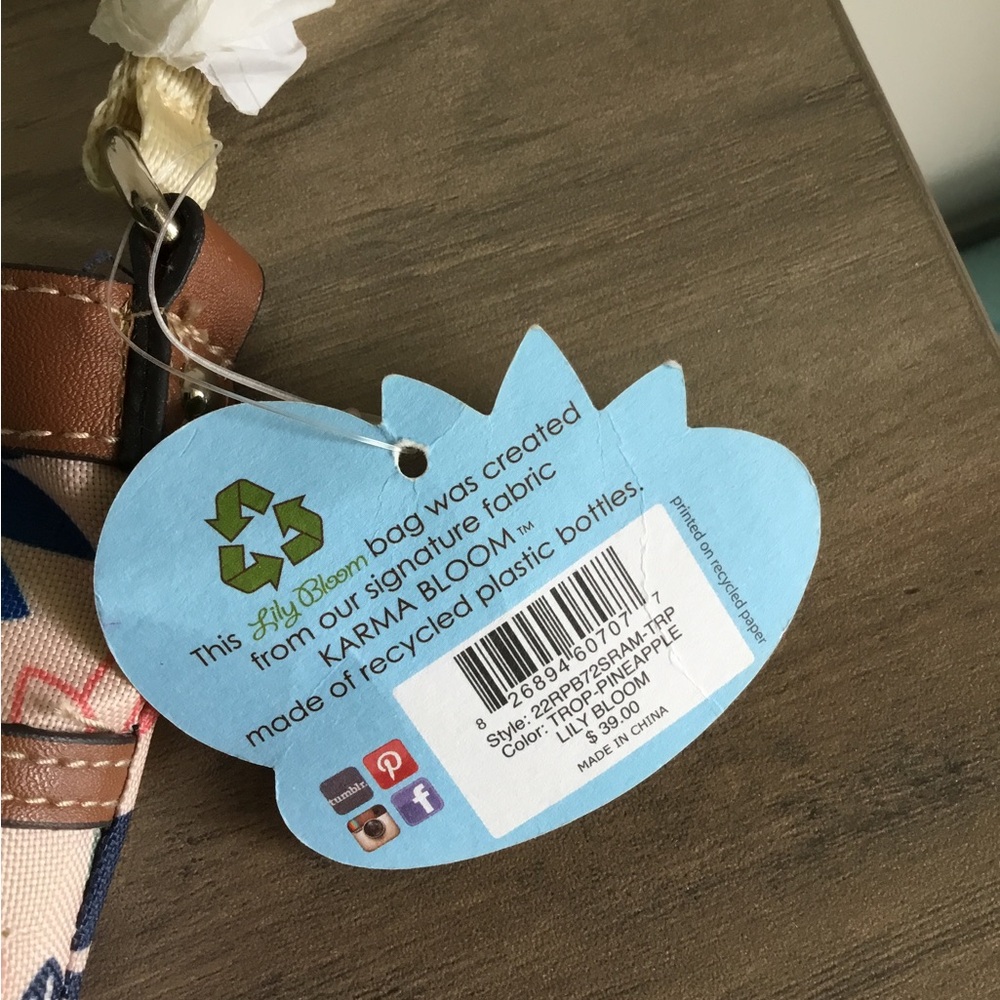 This Lily Bloom bag was created
from our signature fabric
KARMA BLOOM™
made of recycled plastic bottles.
printed on recycled paper
8 26894 60707 7
Style: 22RPB72SRAM-TRP
Color: TROP-PINEAPPLE
LILY BLOOM
$ 39.00
MADE IN CHINA
tumblr.